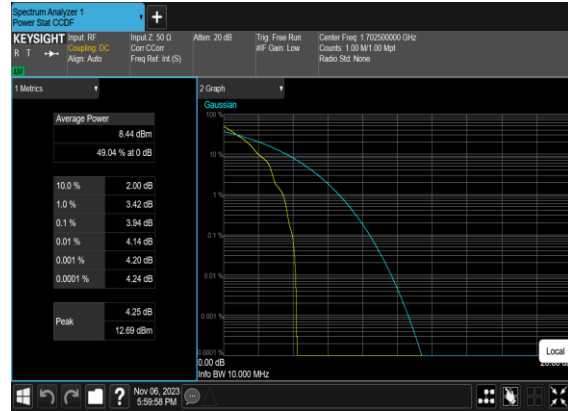 Spectrum Analyzer 1
Power Stat CCDF
KEYSIGHT
R T
Input: RF
Coupling: DC
Align: Auto
Input Z: 50 Ω
Corr CCorr
Freq Ref: Int (S)
Atten: 20 dB
Trig: Free Run
#IF Gain: Low
Center Freq: 1.702500000 GHz
Counts: 1.00 M/1.00 Mpt
Radio Std: None
1 Metrics
Average Power
8.44 dBm
49.04 % at 0 dB
10.0 % 2.00 dB
1.0 % 3.42 dB
0.1 % 3.94 dB
0.01 % 4.14 dB
0.001 % 4.20 dB
0.0001 % 4.24 dB
Peak
4.25 dB
12.69 dBm
2 Graph
Gaussian
100 %
10 %
1 %
0.1 %
0.01 %
0.001 %
0.0001 %
0.00 dB
Info BW 10.000 MHz
Local
Nov 06, 2023
5:59:58 PM